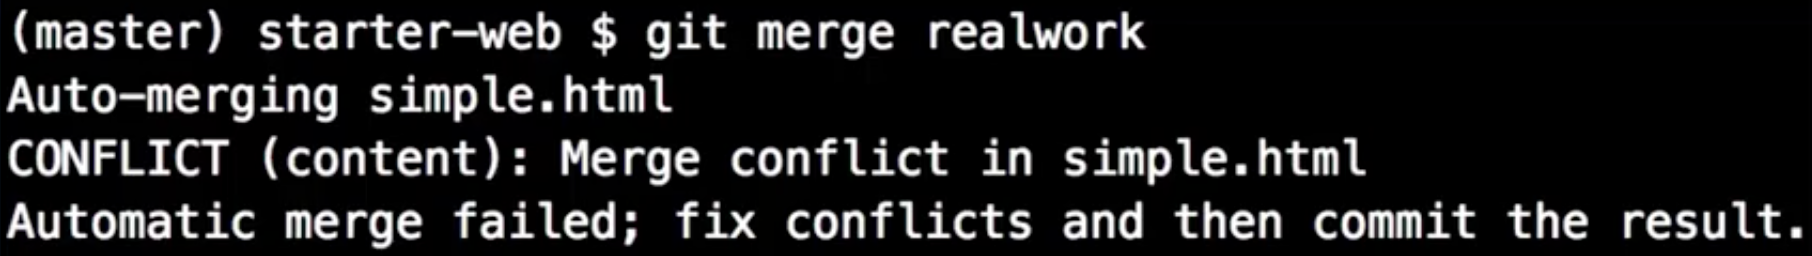 (master) starter-web $ git merge realwork
Auto-merging simple.html
CONFLICT (content): Merge conflict in simple.html
Automatic merge failed; fix conflicts and then commit the result.